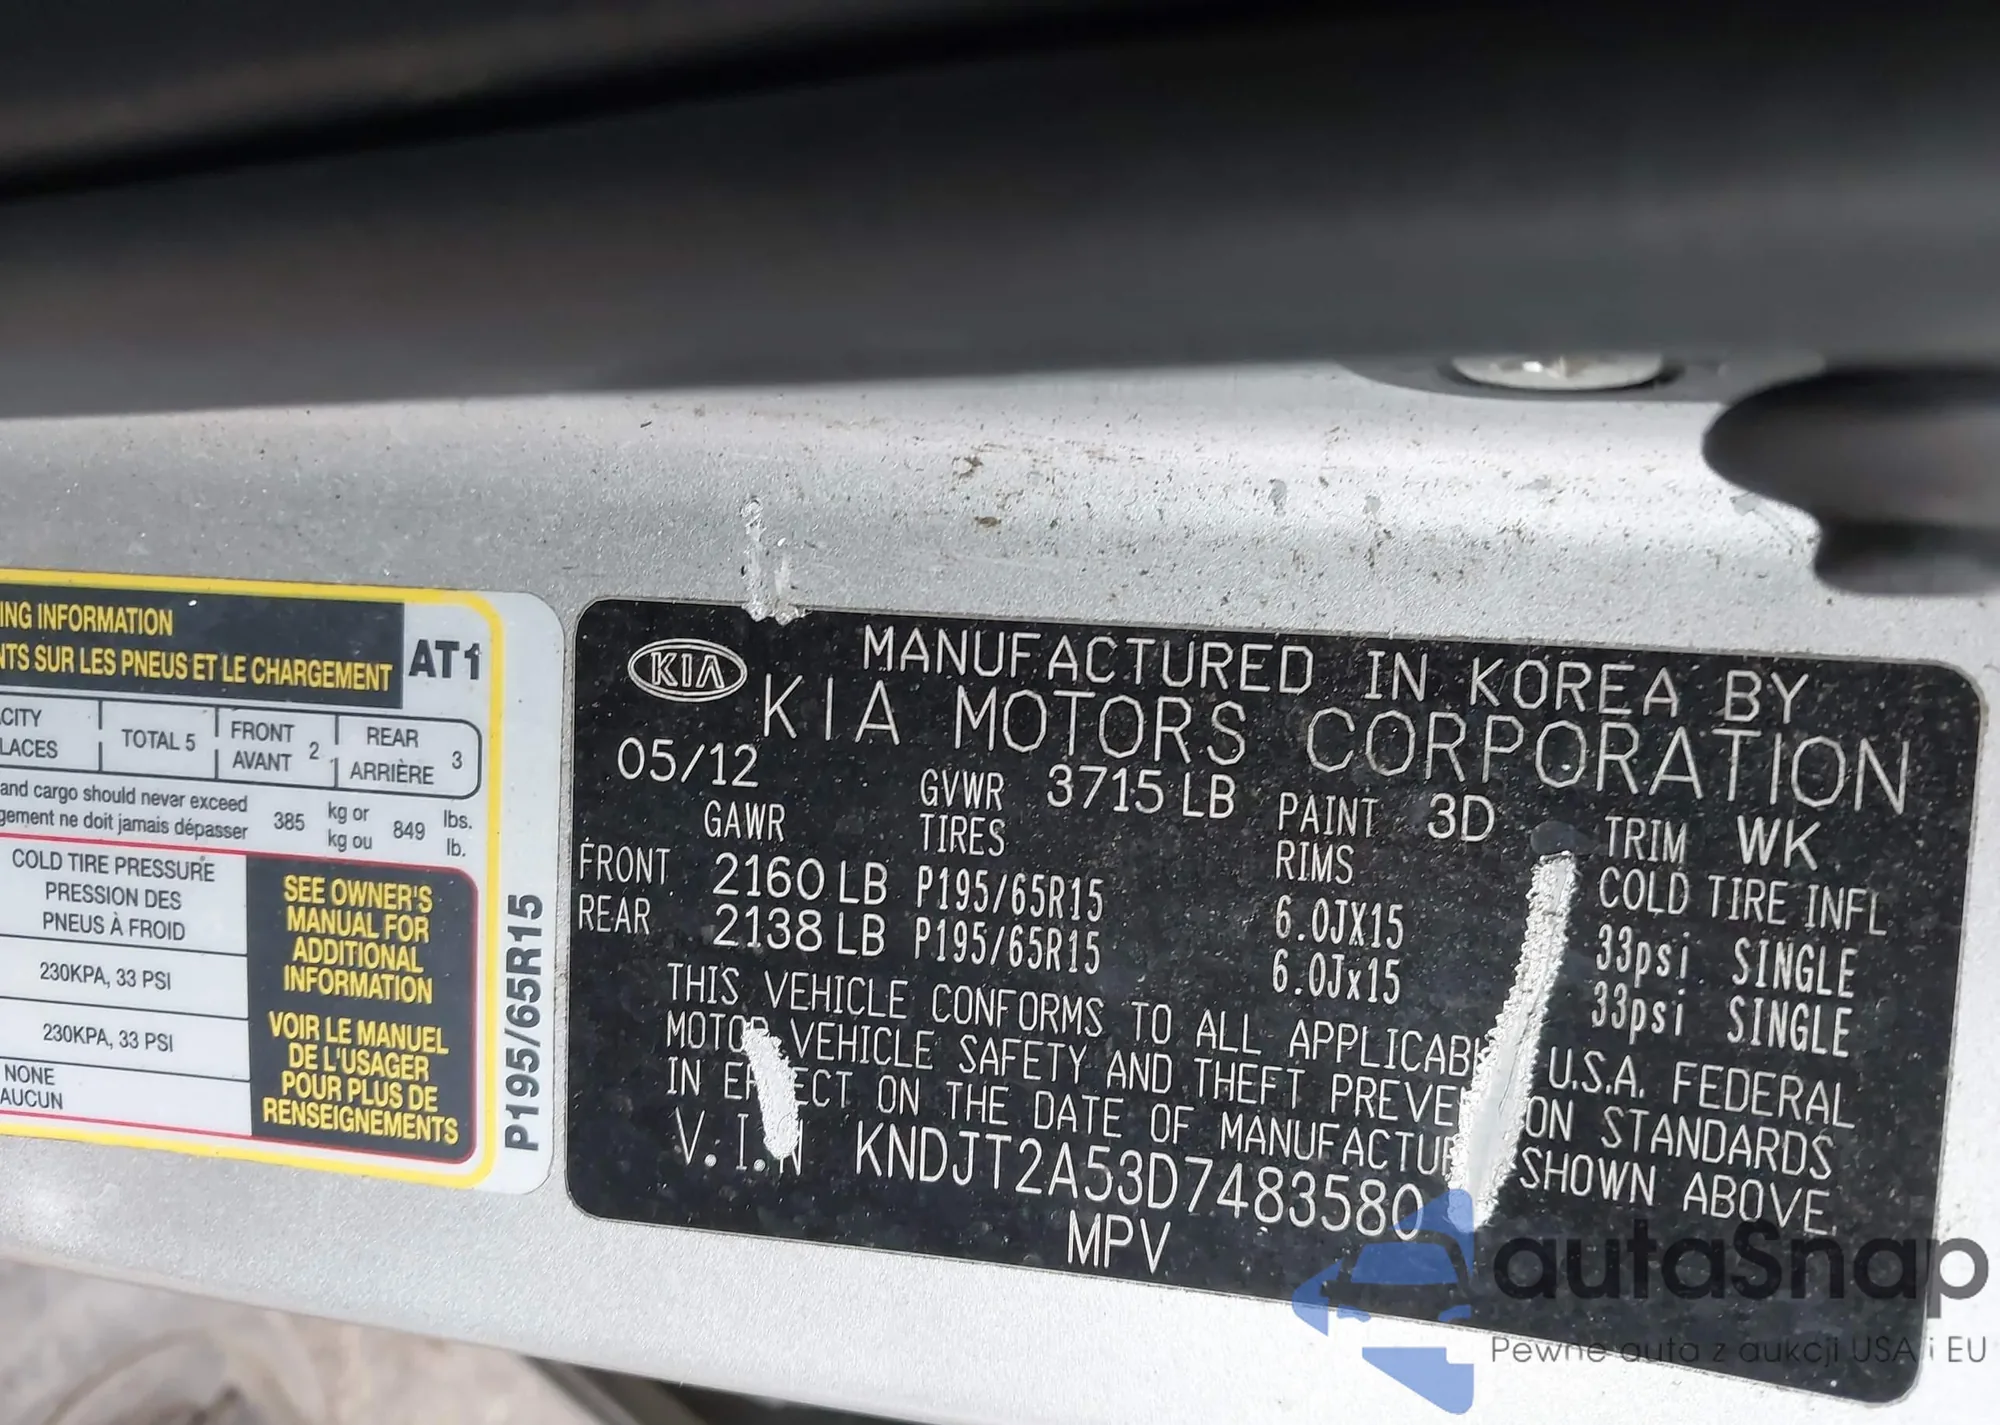 ING INFORMATION
NTS SUR LES PNEUS ET LE CHARGEMENT
AT1
CITY
LACES
TOTAL 5
FRONT
AVANT
2
REAR
ARRIÈRE
3
and cargo should never exceed
gement ne doit jamais dépasser
385
kg or
kg ou
849
lbs.
lb.
COLD TIRE PRESSURE
PRESSION DES
PNEUS À FROID
230KPA, 33 PSI
230KPA, 33 PSI
NONE
AUCUN
SEE OWNER'S
MANUAL FOR
ADDITIONAL
INFORMATION
VOIR LE MANUEL
DE L'USAGER
POUR PLUS DE
RENSEIGNEMENTS
P195/65R15
KIA
MANUFACTURED IN KOREA BY
KIA MOTORS CORPORATION
05/12 GVWR 3715 LB PAINT 3D TRIM WK
GAWR TIRES RIMS COLD TIRE INFL
FRONT 2160 LB P195/65R15 6.0JX15 33psi SINGLE
REAR 2138 LB P195/65R15 6.0Jx15 33psi SINGLE
THIS VEHICLE CONFORMS TO ALL APPLICAB U.S.A. FEDERAL
MOTOR VEHICLE SAFETY AND THEFT PREVE ON STANDARDS
IN E ECT ON THE DATE OF MANUFACTUR SHOWN ABOVE.
V.I.N KNDJT2A53D7483580
MPV
autaSnap
Pewne auta z aukcji USA i EU